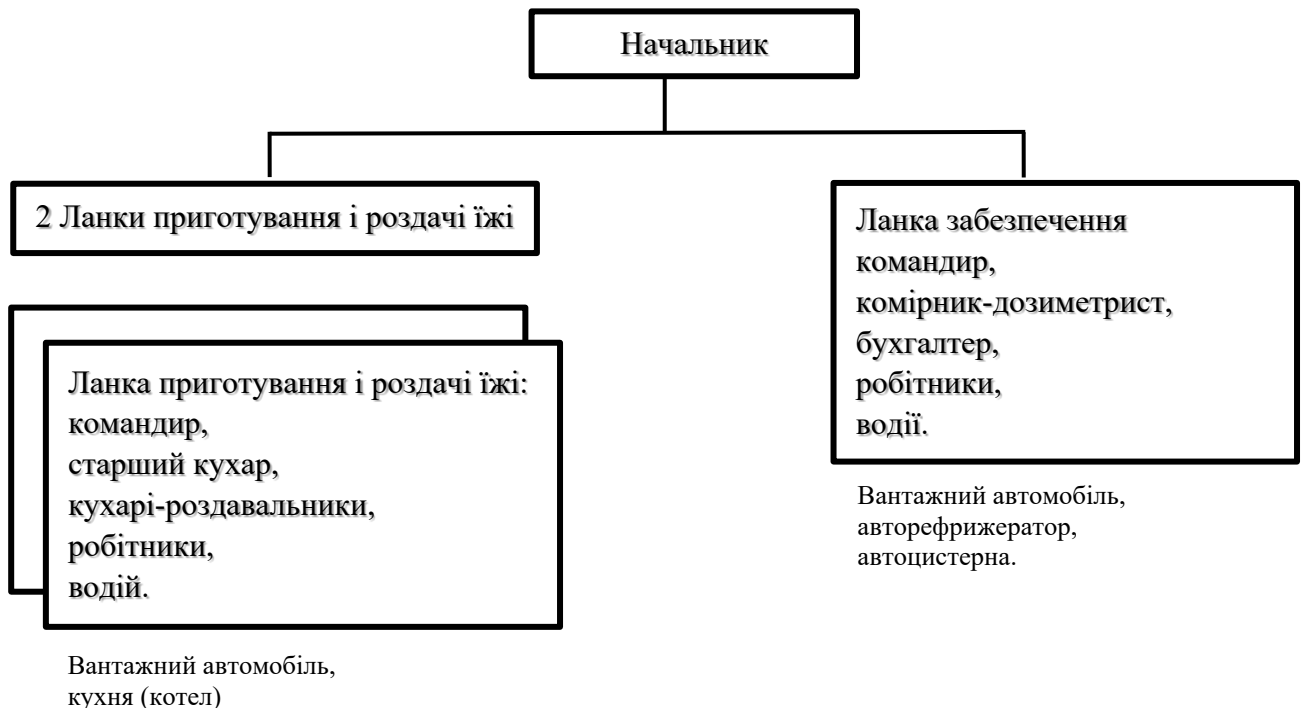 Начальник
2 Ланки приготування і роздачі їжі
Ланка приготування і роздачі їжі:
командир,
старший кухар,
кухарі-роздавальники,
робітники,
водій.
Вантажний автомобіль,
кухня (котел)
Ланка забезпечення
командир,
комірник-дозиметрист,
бухгалтер,
робітники,
водії.
Вантажний автомобіль,
авторефрижератор,
автоцистерна.